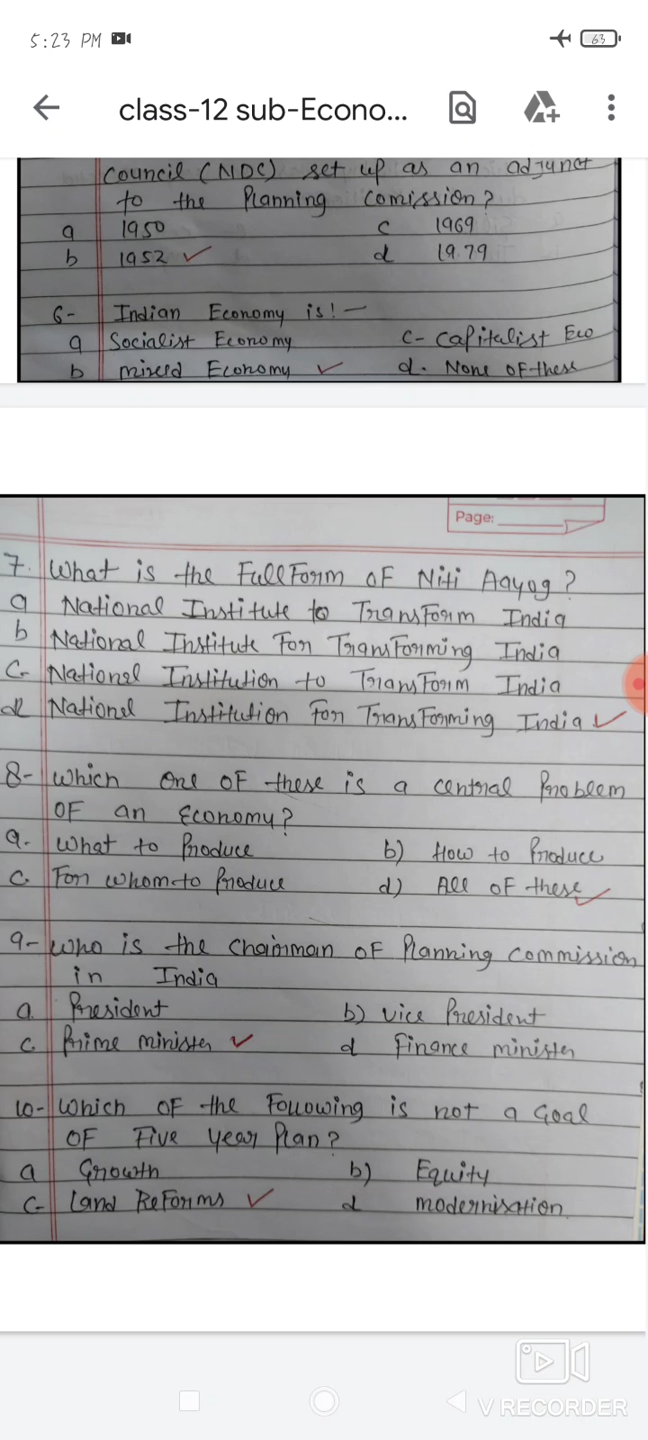 5:23 PM
63
class-12 sub-Econo...
Council (NDC) set up as an adjunct
to the Planning Comission?
a 1950 c 1969
b 1952 ✓ d 19.79
6- Indian Economy is!-
a Socialist Economy c- Capitalist Eco
b mixed Economy ✓ d. None of these
Page:
7. What is the Full Form of Niti Aayog?
a National Institute to Transform India
b National Institute For Transforming India
c- National Institution to Transform India
d National Institution For Transforming India ✓
8- Which one of these is a central Problem
of an Economy?
a. What to Produce b) How to Produce
c. For whom to Produce d) All of these ✓
9- Who is the Chairman of Planning Commission
in India
a. President b) Vice President
c. Prime minister ✓ d Finance minister
10- Which of the Following is not a Goal
of Five Year Plan?
a Growth b) Equity
c- Land Reforms ✓ d modernisation
V RECORDER